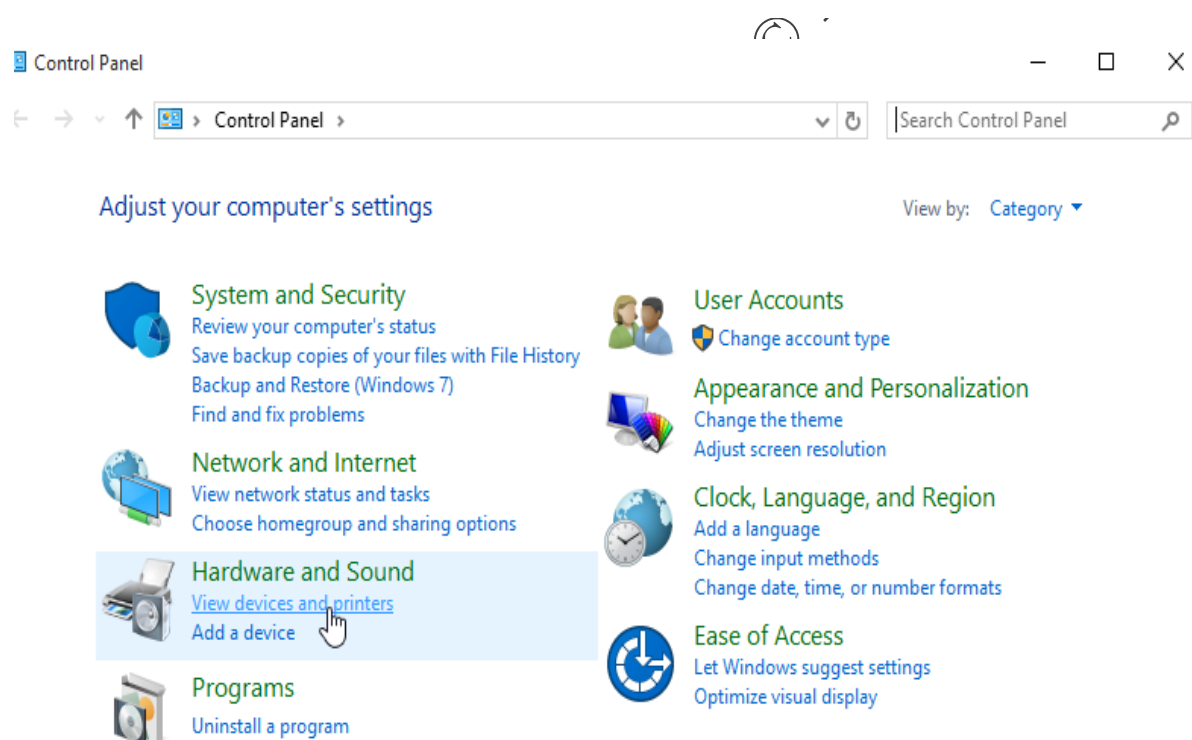 Control Panel
Control Panel
Search Control Panel
Adjust your computer's settings
View by: Category
System and Security
Review your computer's status
Save backup copies of your files with File History
Backup and Restore (Windows 7)
Find and fix problems
Network and Internet
View network status and tasks
Choose homegroup and sharing options
Hardware and Sound
View devices and printers
Add a device
Programs
Uninstall a program
User Accounts
Change account type
Appearance and Personalization
Change the theme
Adjust screen resolution
Clock, Language, and Region
Add a language
Change input methods
Change date, time, or number formats
Ease of Access
Let Windows suggest settings
Optimize visual display